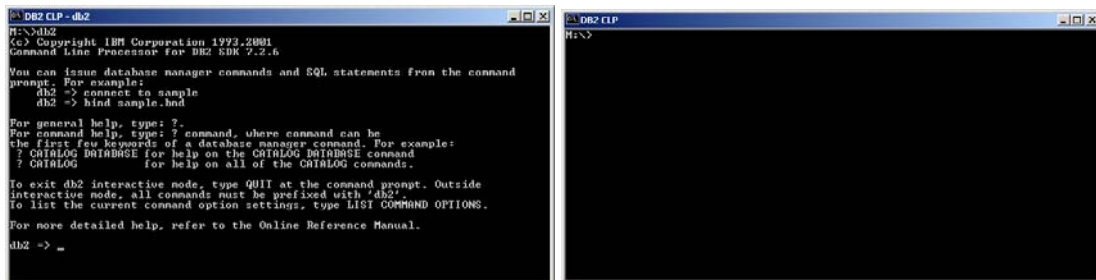 DB2 CLP - db2
M:\>db2
(c) Copyright IBM Corporation 1993,2001
Command Line Processor for DB2 SDK 7.2.6
You can issue database manager commands and SQL statements from the command
prompt. For example:
db2 => connect to sample
db2 => bind sample.bnd
For general help, type: ?.
For command help, type: ? command, where command can be
the first few keywords of a database manager command. For example:
? CATALOG DATABASE for help on the CATALOG DATABASE command
? CATALOG for help on all of the CATALOG commands.
To exit db2 interactive mode, type QUIT at the command prompt. Outside
interactive mode, all commands must be prefixed with 'db2'.
To list the current command option settings, type LIST COMMAND OPTIONS.
For more detailed help, refer to the Online Reference Manual.
db2 => _
DB2 CLP
M:\>